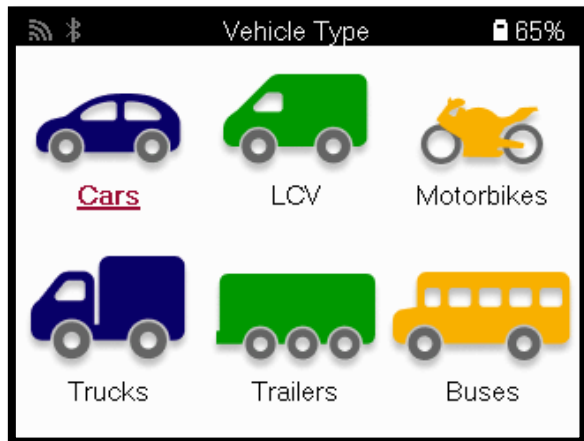 Vehicle Type 65%
Cars LCV Motorbikes
Trucks Trailers Buses